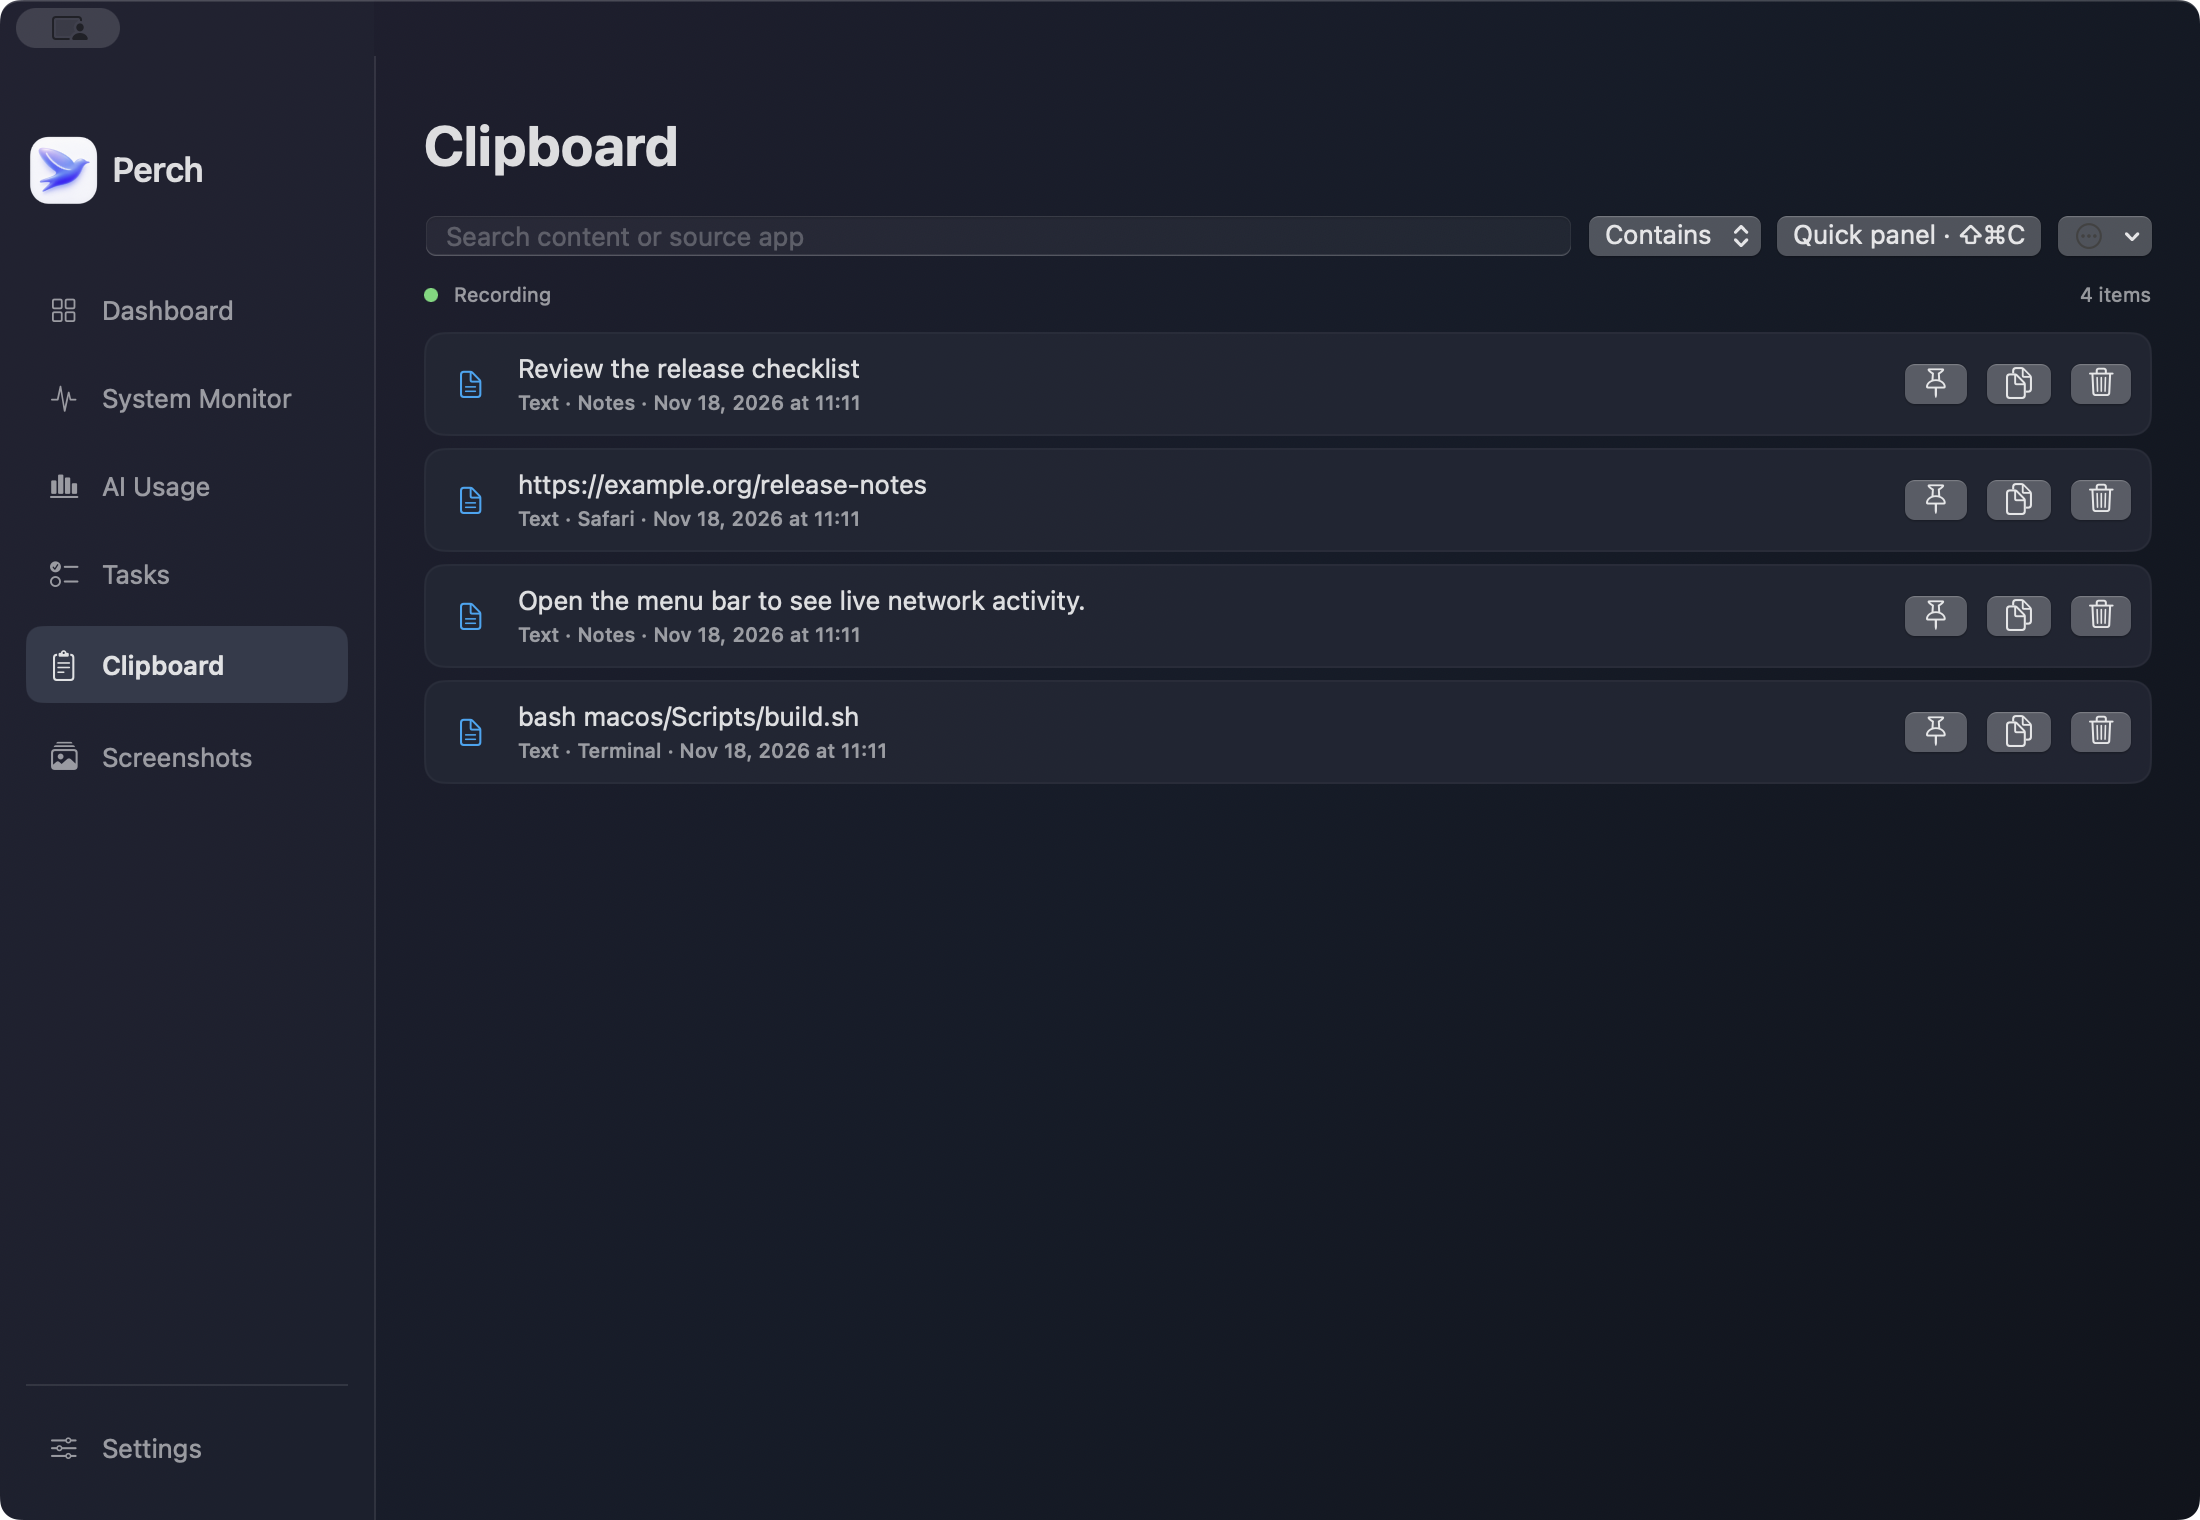 Perch
Dashboard
System Monitor
AI Usage
Tasks
Clipboard
Screenshots
Settings
Clipboard
Search content or source app
Contains
Quick panel · ⇧⌘C
Recording
4 items
Review the release checklist
Text · Notes · Nov 18, 2026 at 11:11
https://example.org/release-notes
Text · Safari · Nov 18, 2026 at 11:11
Open the menu bar to see live network activity.
Text · Notes · Nov 18, 2026 at 11:11
bash macos/Scripts/build.sh
Text · Terminal · Nov 18, 2026 at 11:11